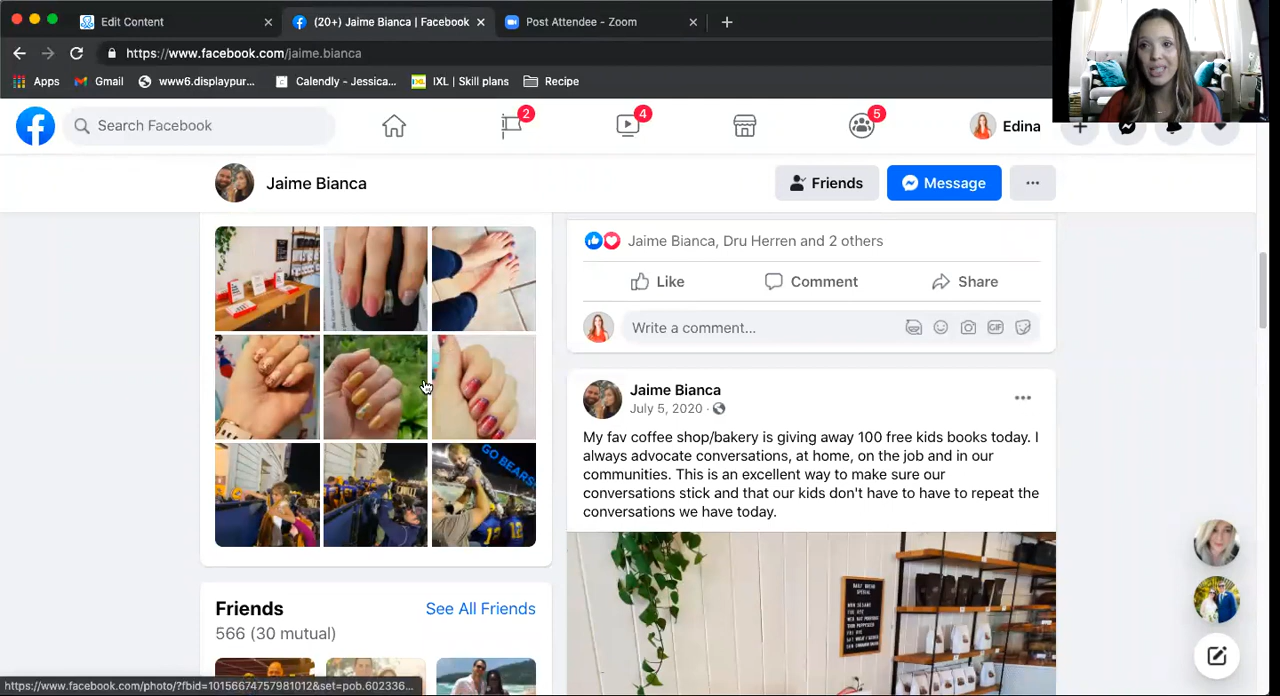 Edit Content
(20+) Jaime Bianca | Facebook
Post Attendee - Zoom
https://www.facebook.com/jaime.bianca
Apps
Gmail
www6.displaypur...
Calendly - Jessica...
IXL | Skill plans
Recipe
Search Facebook
2
4
5
Edina
Jaime Bianca
Friends
Message
Jaime Bianca, Dru Herren and 2 others
Like
Comment
Share
Write a comment...
GIF
GO BEARS
Jaime Bianca
July 5, 2020
My fav coffee shop/bakery is giving away 100 free kids books today. I
always advocate conversations, at home, on the job and in our
communities. This is an excellent way to make sure our
conversations stick and that our kids don't have to have to repeat the
conversations we have today.
Friends
See All Friends
566 (30 mutual)
https://www.facebook.com/photo/?fbid=10156674757981012&set=pob.602336...